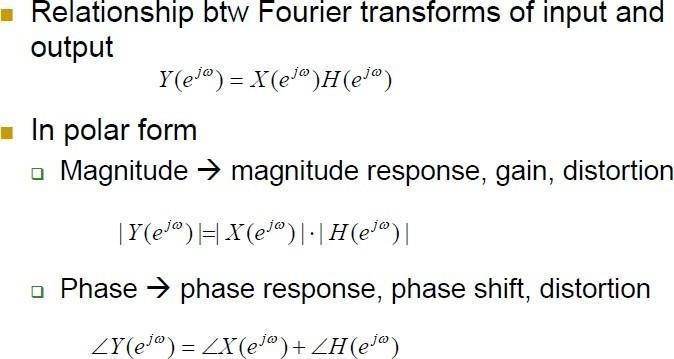 Relationship btw Fourier transforms of input and
output
Y(e^{jω}) = X(e^{jω})H(e^{jω})
In polar form
Magnitude → magnitude response, gain, distortion
|Y(e^{jω})|=|X(e^{jω})|·|H(e^{jω})|
Phase → phase response, phase shift, distortion
∠Y(e^{jω}) = ∠X(e^{jω})+∠H(e^{jω})